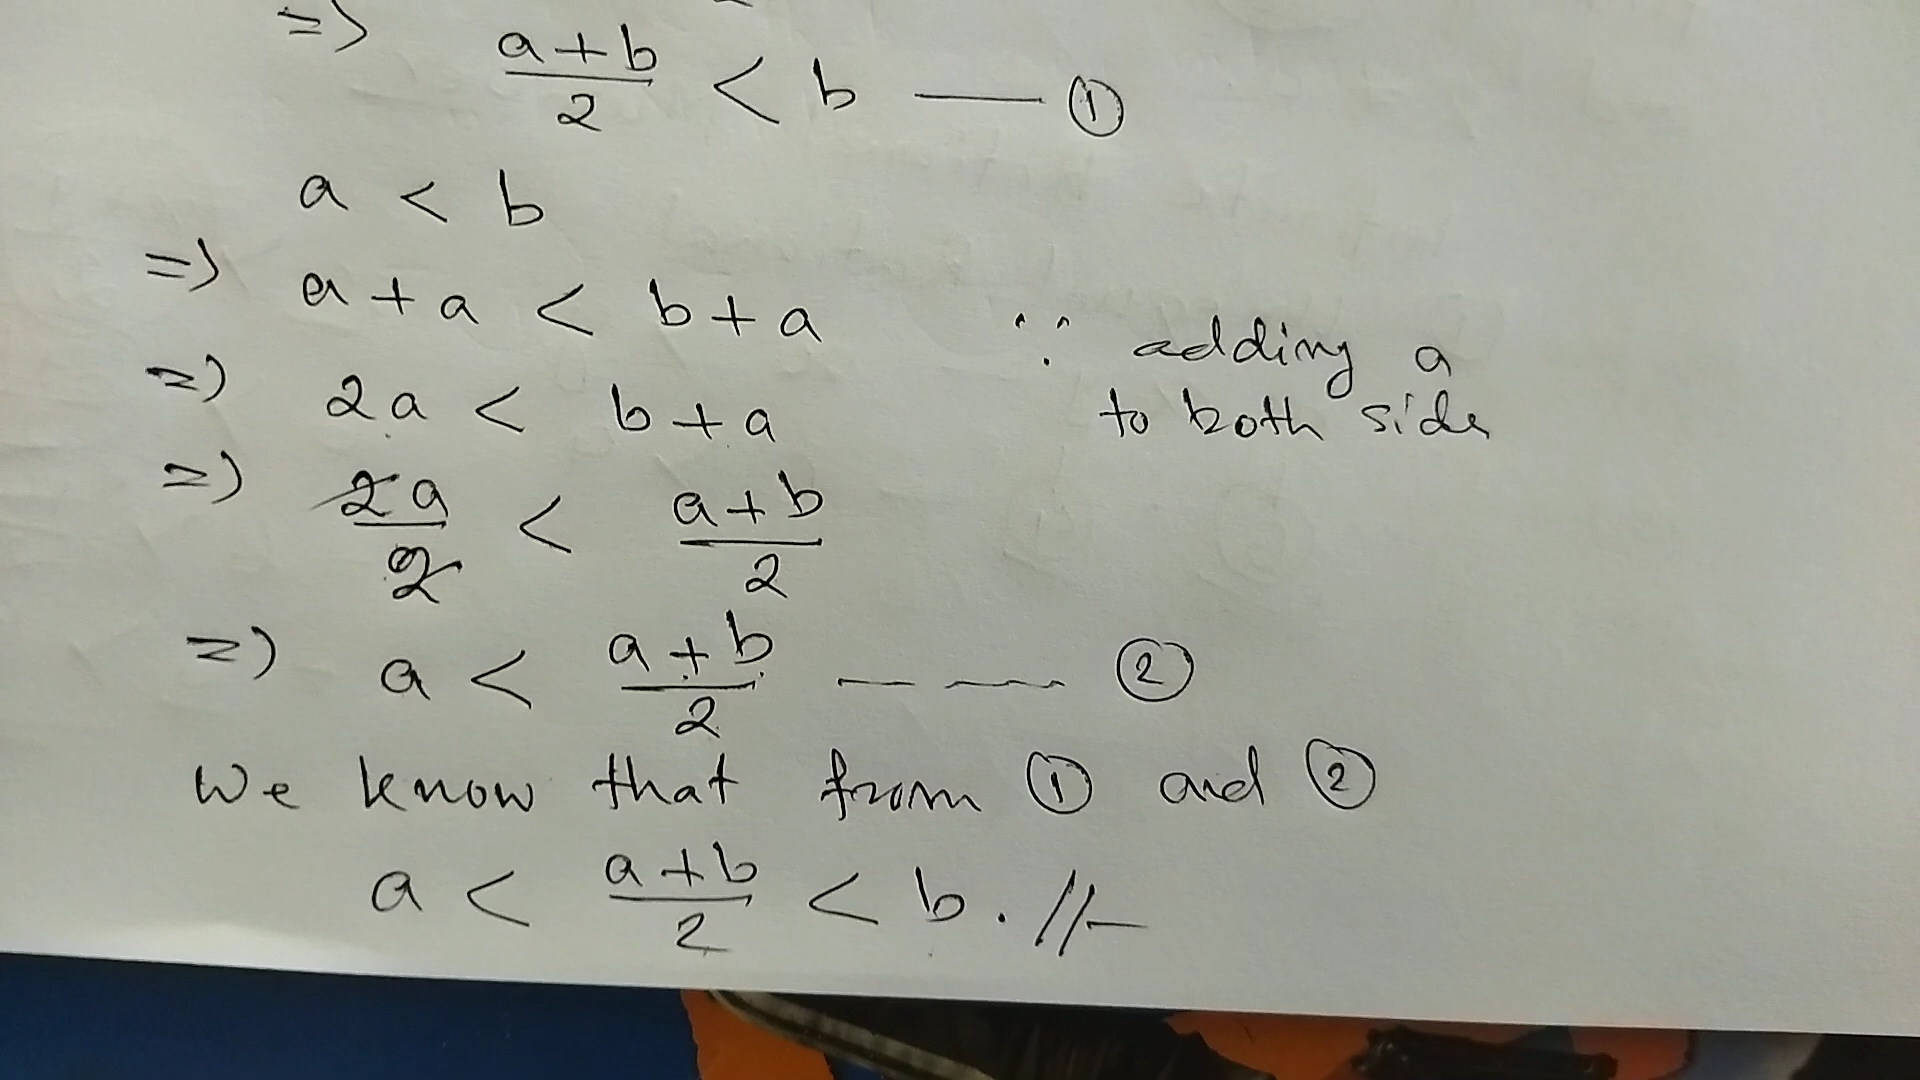 => a+b/2 < b —— ①
a < b
=> a + a < b + a ∵ adding a
to both side
=> 2a < b + a
=> 2a/2 < a+b/2
=> a < a+b/2 —— —— ②
We know that from ① and ②
a < a+b/2 < b. //-